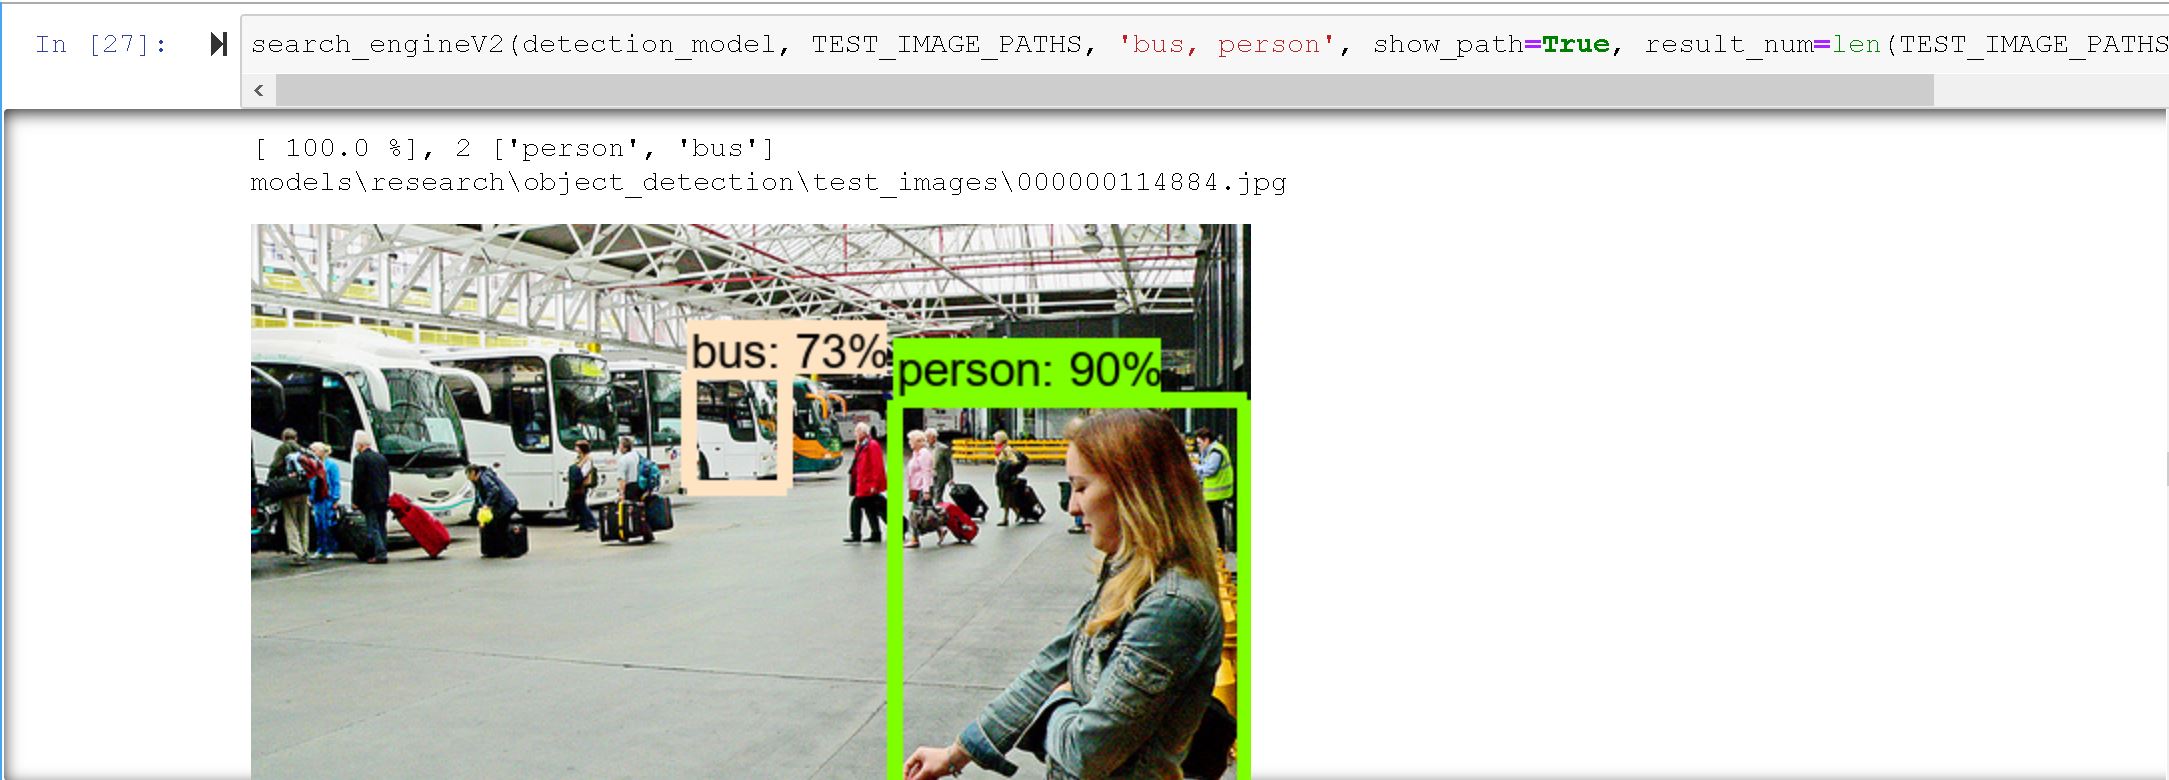 In [27]: search_engineV2(detection_model, TEST_IMAGE_PATHS, 'bus, person', show_path=True, result_num=len(TEST_IMAGE_PATHS
[ 100.0 %], 2 ['person', 'bus']
models\research\object_detection\test_images\000000114884.jpg
bus: 73%
person: 90%